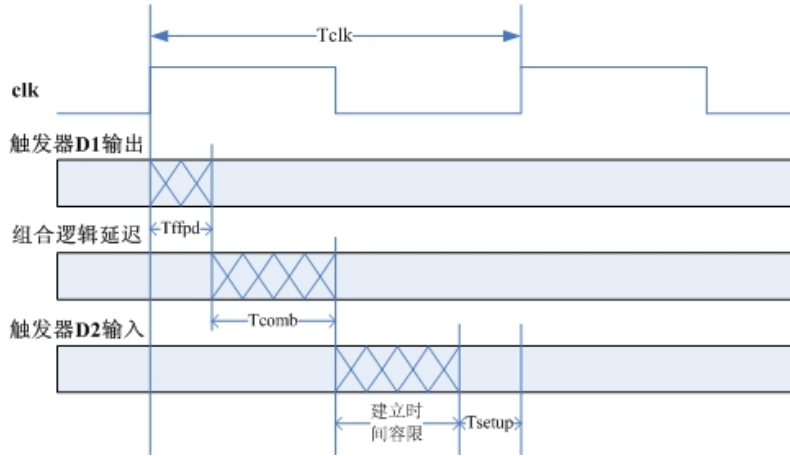 Tclk
clk
触发器D1输出
Tffpd
组合逻辑延迟
Tcomb
触发器D2输入
建立时
间容限
Tsetup